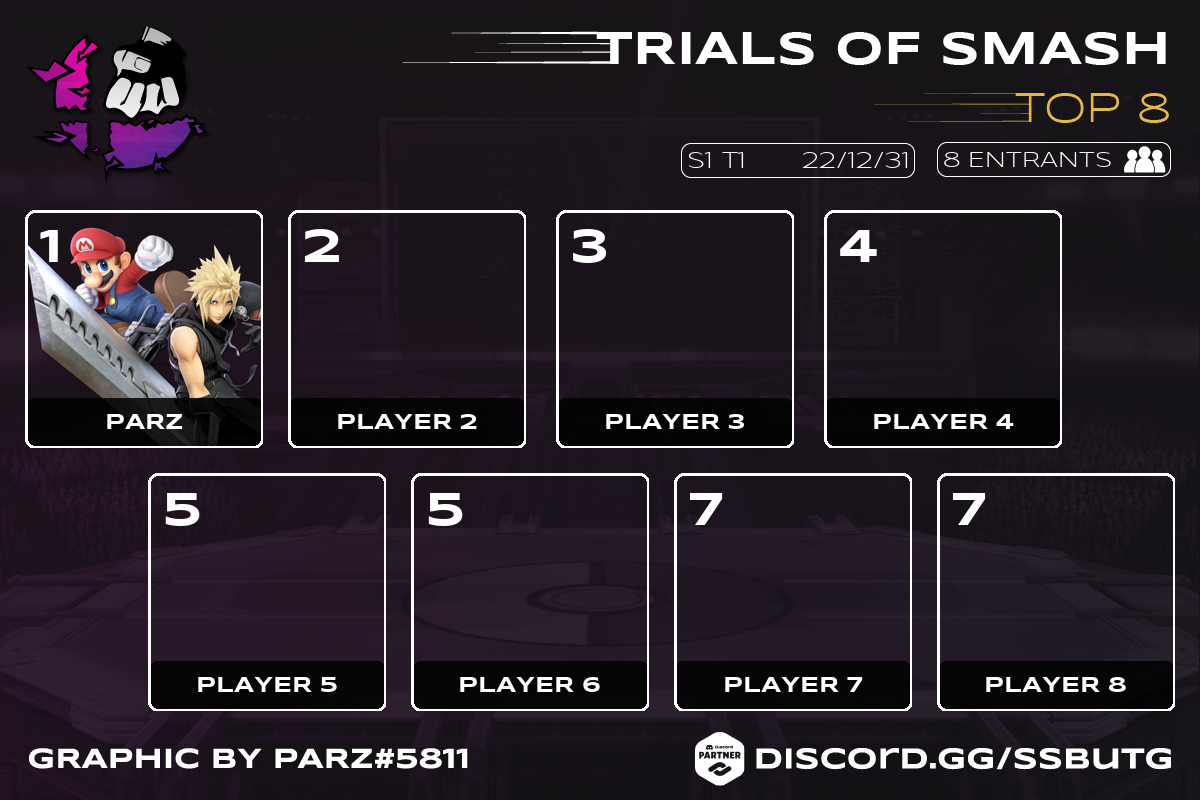 TRIALS OF SMASH
TOP 8
S1 T1 22/12/31 8 ENTRANTS
1 2 3 4
M
PARZ PLAYER 2 PLAYER 3 PLAYER 4
5 5 7 7
PLAYER 5 PLAYER 6 PLAYER 7 PLAYER 8
GRAPHIC BY PARZ#5811
Discord
PARTNER
DISCORD.GG/SSBUTG